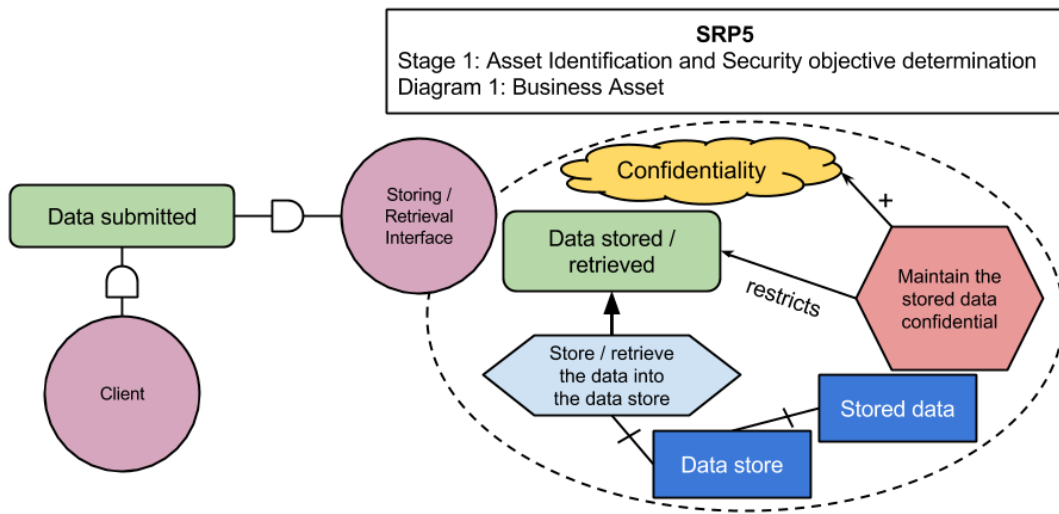 SRP5
Stage 1: Asset Identification and Security objective determination
Diagram 1: Business Asset
Confidentiality
Data submitted
Storing /
Retrieval
Interface
Data stored /
retrieved
+
restricts
Maintain the
stored data
confidential
Client
Store / retrieve
the data into
the data store
Stored data
Data store